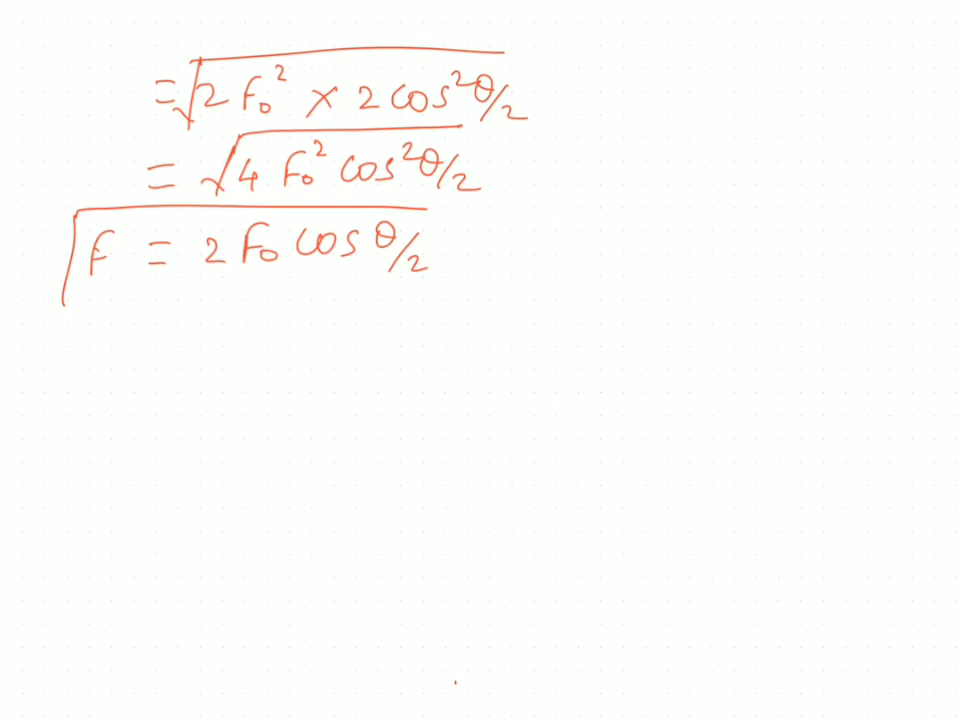 = √2 F₀² × 2 cos²θ/2
= √4 F₀² cos²θ/2
F = 2 F₀ cos θ/2